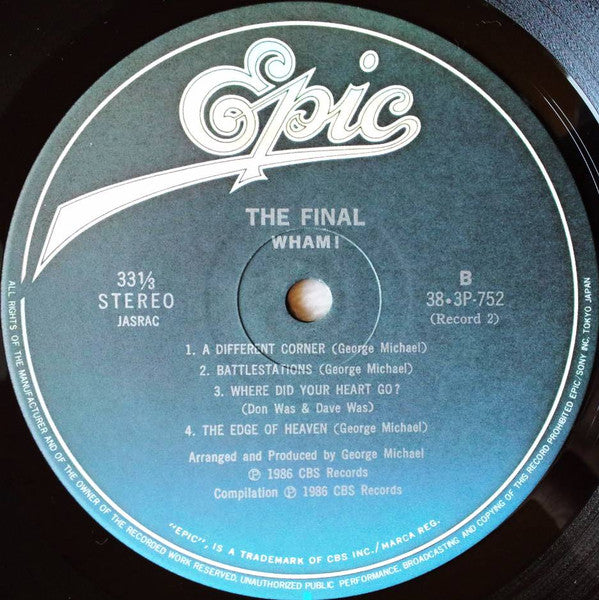 Epic
THE FINAL
WHAM!
33⅓
STEREO
JASRAC
B
38•3P-752
(Record 2)
1. A DIFFERENT CORNER (George Michael)
2. BATTLESTATIONS (George Michael)
3. WHERE DID YOUR HEART GO?
(Don Was & Dave Was)
4. THE EDGE OF HEAVEN (George Michael)
Arranged and Produced by George Michael
℗ 1986 CBS Records
Compilation ℗ 1986 CBS Records
"EPIC", IS A TRADEMARK OF CBS INC./MARCA REG.
ALL RIGHTS OF THE MANUFACTURER AND OF THE OWNER OF THE RECORDED WORK RESERVED. UNAUTHORIZED PUBLIC PERFORMANCE, BROADCASTING AND COPYING OF THIS RECORD PROHIBITED EPIC/SONY INC. TOKYO JAPAN